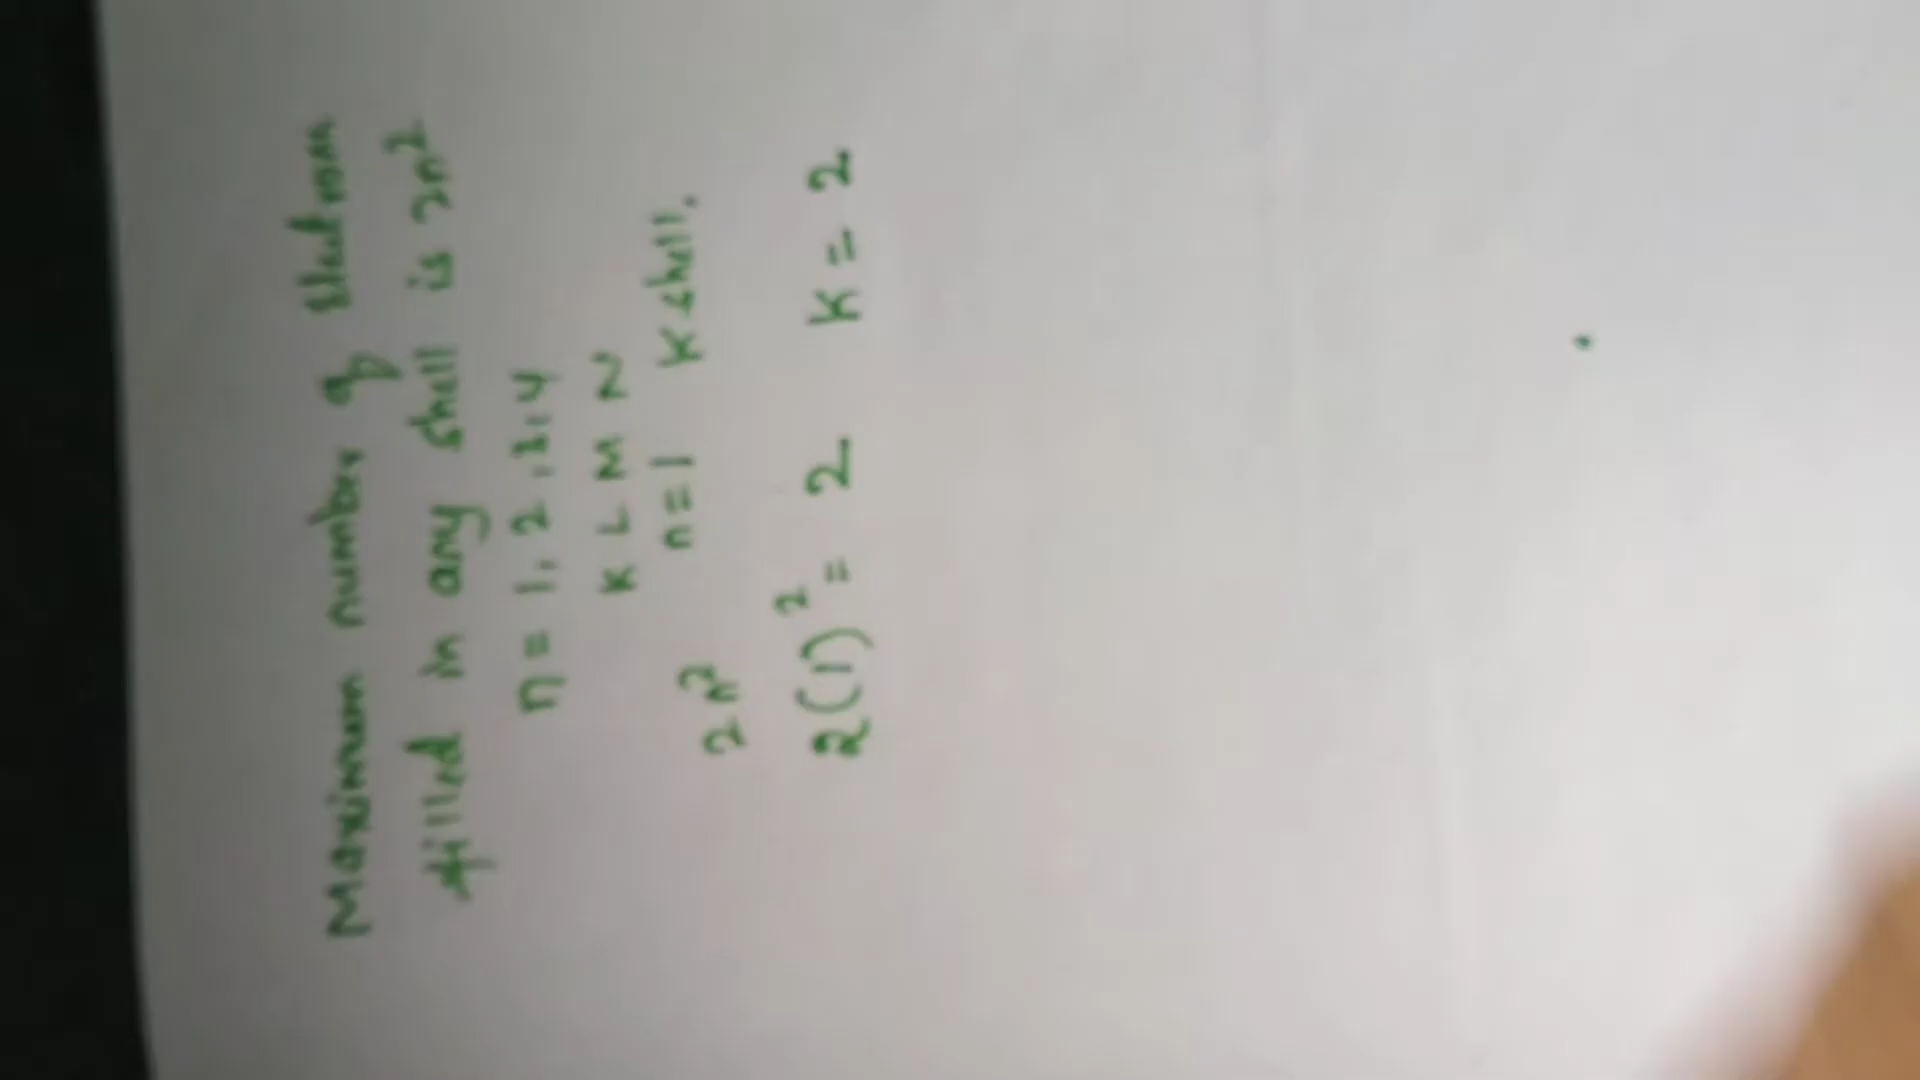 Maximum number of Electron
filled in any shell is 2n²
n = 1, 2, 3, 4
K L M N
n=1 K shell.
2n²
2(1)² = 2 K = 2